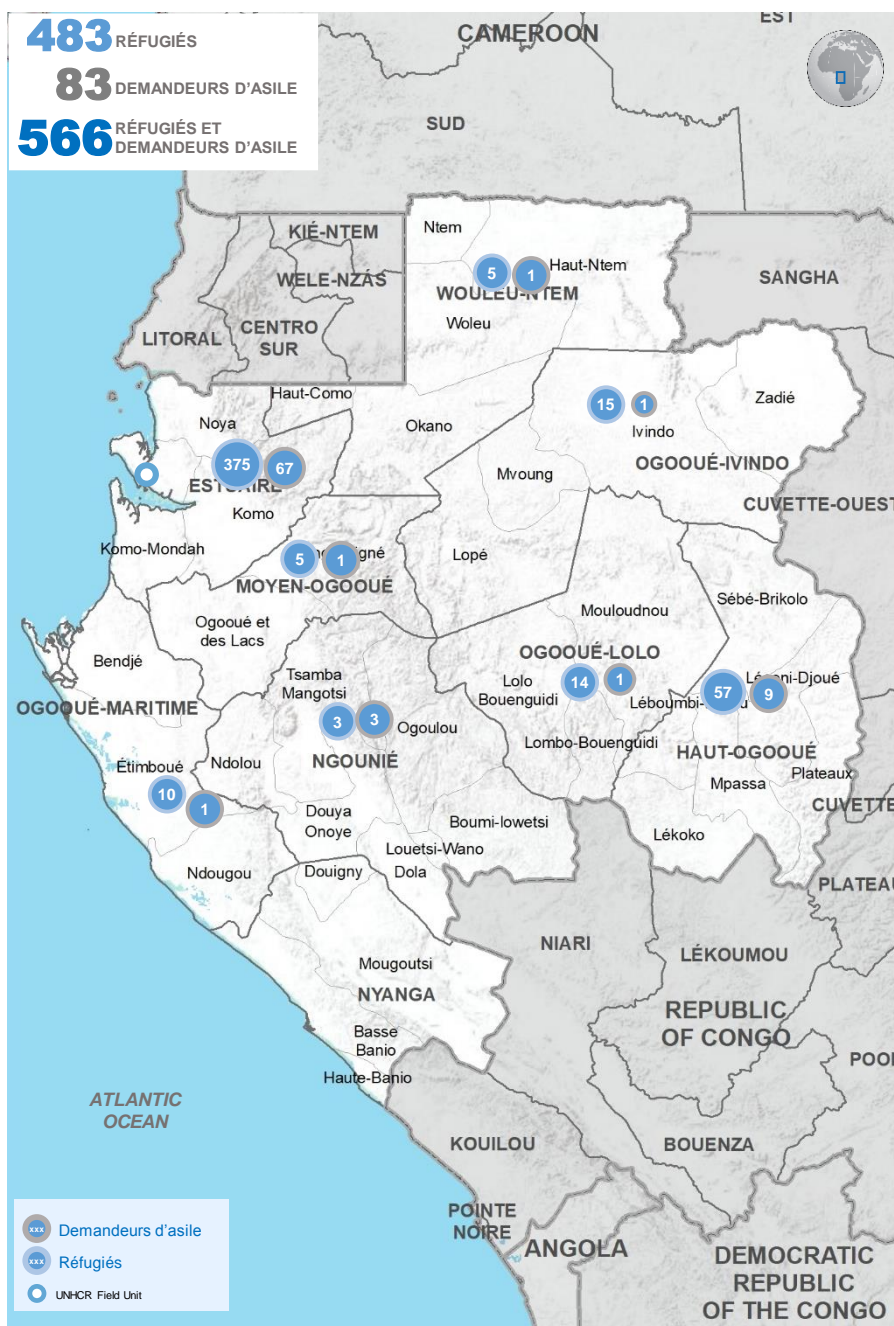 483 RÉFUGIÉS
83 DEMANDEURS D'ASILE
566 RÉFUGIÉS ET
DEMANDEURS D'ASILE
CAMEROON
EST
SUD
KIÉ-NTEM
WELE-NZÁS
LITORAL
CENTRO
SUR
Ntem
5
1
Haut-Ntem
WOULEU-NTEM
Woleu
SANGHA
Haut-Como
Noya
Okano
15
1
Ivindo
Zadié
OGOOUÉ-IVINDO
375
67
Komo
Mvoung
CUVETTE-OUEST
Komo-Mondah
5
1
MOYEN-OGOOUÉ
Lopé
Ogooué et
des Lacs
Mouloudnou
Sébé-Brikolo
Bendjé
OGOOUÉ-MARITIME
Tsamba
Mangotsi
3
3
Ogoulou
NGOUNIÉ
OGOOUÉ-LOLO
Lolo
Bouenguidi
14
1
Lombo-Bouenguidi
57
9
HAUT-OGOOUÉ
Mpassa
Plateaux
Étimboué
10
1
Ndolou
Douya
Onoye
Boumi-lowetsi
Lékoko
CUVETTE
Ndougou
Louetsi-Wano
Douigny
Dola
PLATEAU
NIARI
LÉKOUMOU
Mougoutsi
NYANGA
REPUBLIC
OF CONGO
Basse
Banio
Haute-Banio
POOL
ATLANTIC
OCEAN
KOUILOU
BOUENZA
POINTE
NOIRE
ANGOLA
DEMOCRATIC
REPUBLIC
OF THE CONGO
xxx Demandeurs d'asile
xxx Réfugiés
UNHCR Field Unit